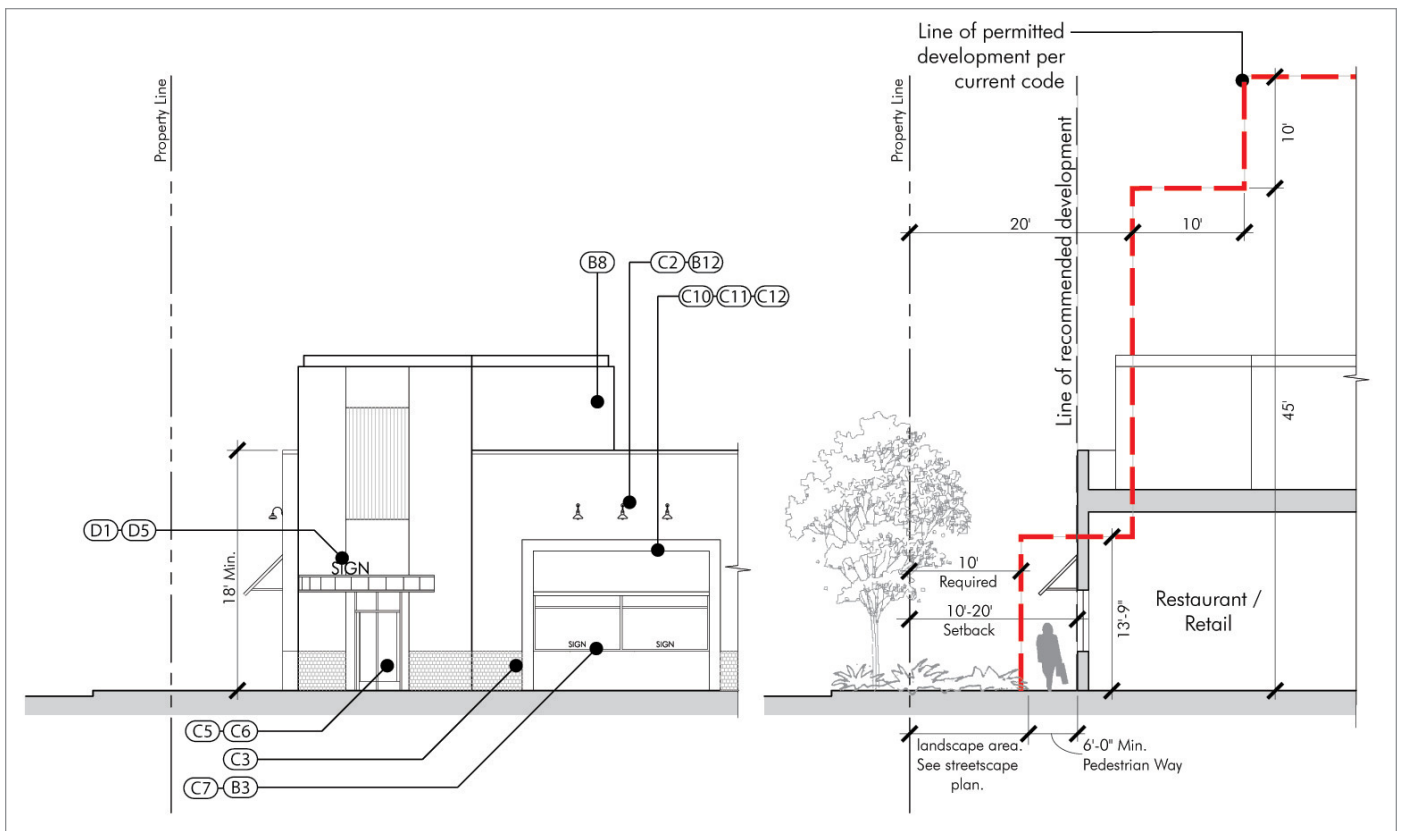 Line of permitted
development per
current code
Property Line
Property Line
Line of recommended development
10'
20'
10'
B8
C2 B12
C10 C11 C12
45'
D1 D5
18' Min.
SIGN
SIGN
SIGN
10'
Required
10'-20'
Setback
13'-9"
Restaurant /
Retail
C5 C6
C3
C7 B3
landscape area.
See streetscape
plan.
6'-0" Min.
Pedestrian Way